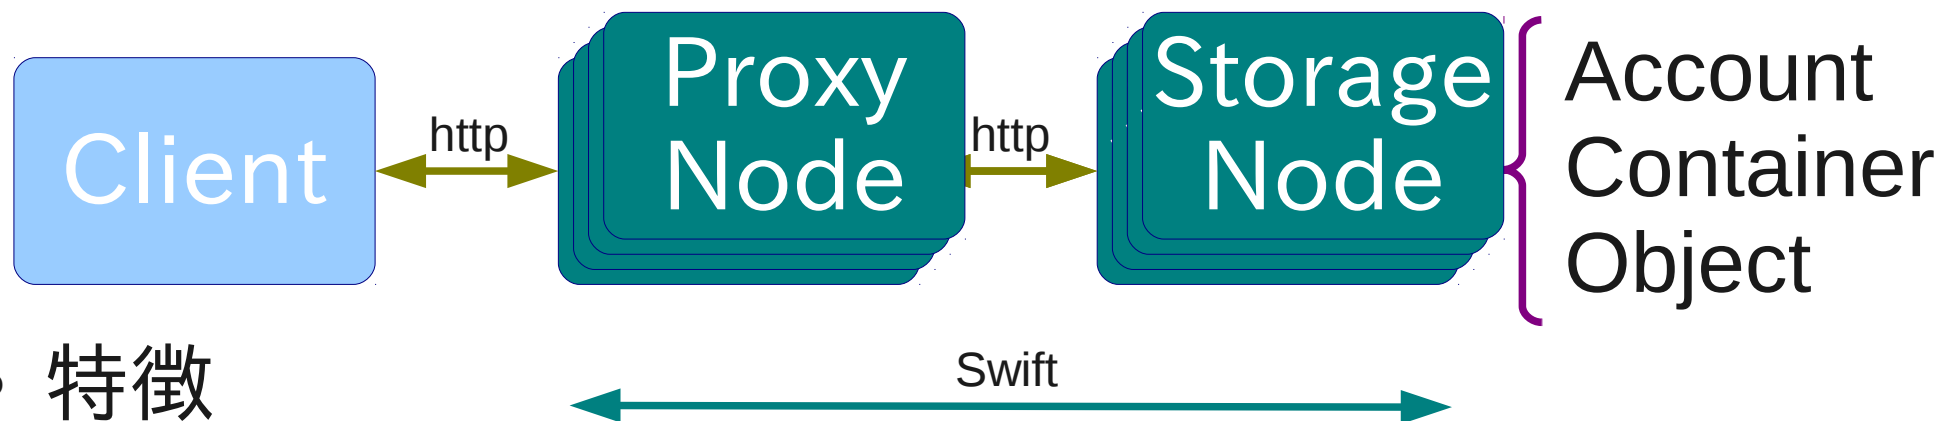 Client
http
Proxy
Node
http
Storage
Node
Account
Container
Object
Swift
• 特徴